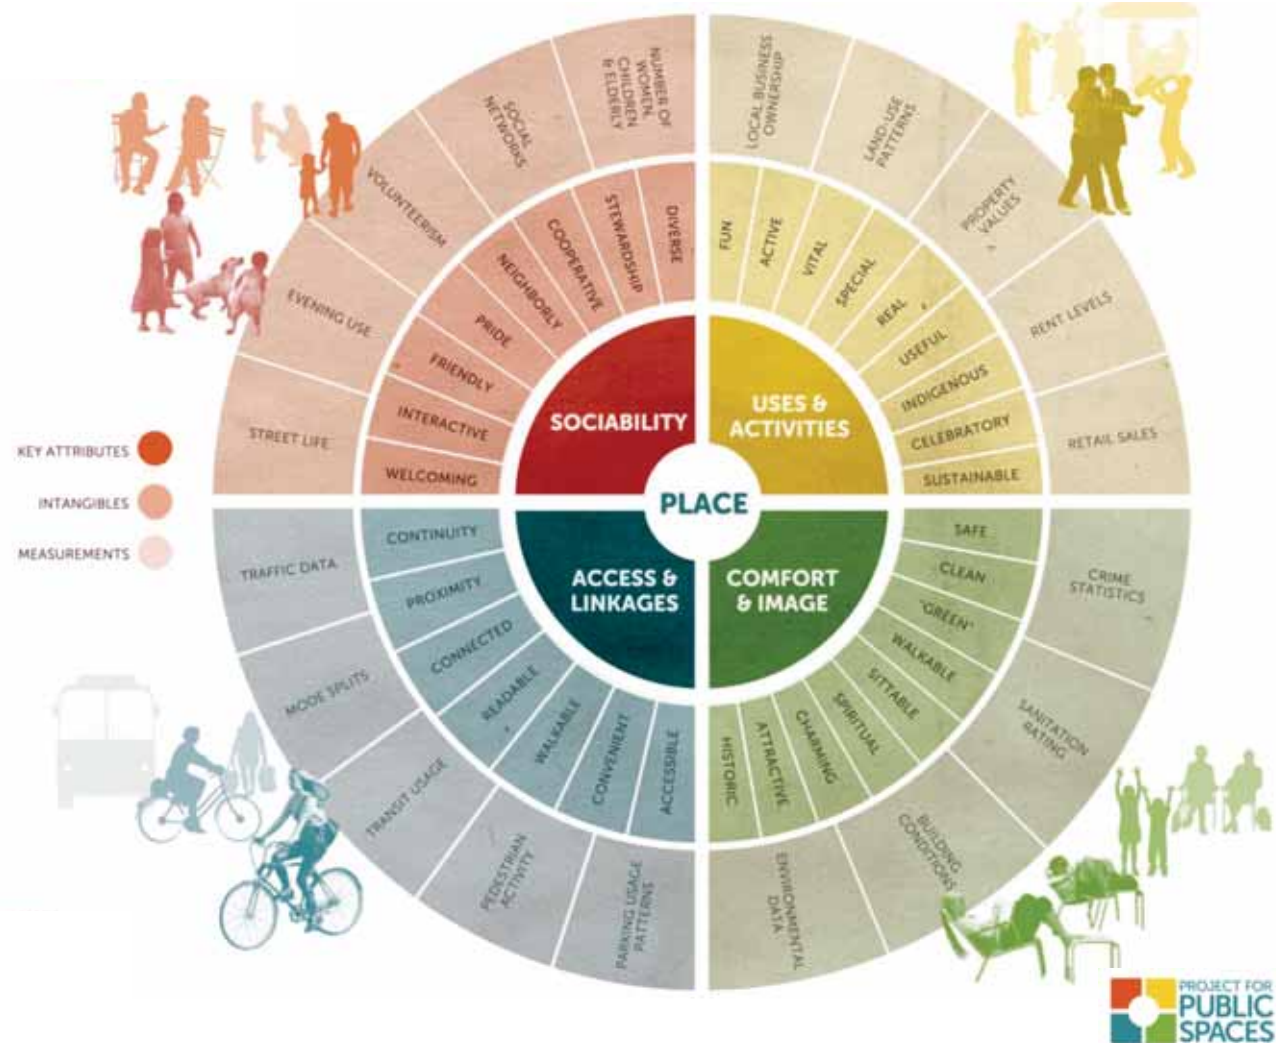 NUMBER OF
WOMEN,
CHILDREN
& ELDERLY
SOCIAL
NETWORKS
VOLUNTEERISM
EVENING USE
STREET LIFE
DIVERSE
STEWARDSHIP
COOPERATIVE
NEIGHBORLY
PRIDE
FRIENDLY
INTERACTIVE
WELCOMING
SOCIABILITY
LOCAL BUSINESS
OWNERSHIP
LAND-USE
PATTERNS
PROPERTY
VALUES
RENT LEVELS
RETAIL SALES
FUN
ACTIVE
VITAL
SPECIAL
REAL
USEFUL
INDIGENOUS
CELEBRATORY
SUSTAINABLE
USES &
ACTIVITIES
PLACE
KEY ATTRIBUTES
INTANGIBLES
MEASUREMENTS
ACCESS &
LINKAGES
CONTINUITY
PROXIMITY
CONNECTED
READABLE
WALKABLE
CONVENIENT
ACCESSIBLE
TRAFFIC DATA
MODE SPLITS
TRANSIT USAGE
PEDESTRIAN
ACTIVITY
PARKING USAGE
PATTERNS
COMFORT
& IMAGE
SAFE
CLEAN
"GREEN"
WALKABLE
SITTABLE
SPIRITUAL
CHARMING
ATTRACTIVE
HISTORIC
CRIME
STATISTICS
SANITATION
RATING
BUILDING
CONDITIONS
ENVIRONMENTAL
DATA
PROJECT FOR
PUBLIC
SPACES